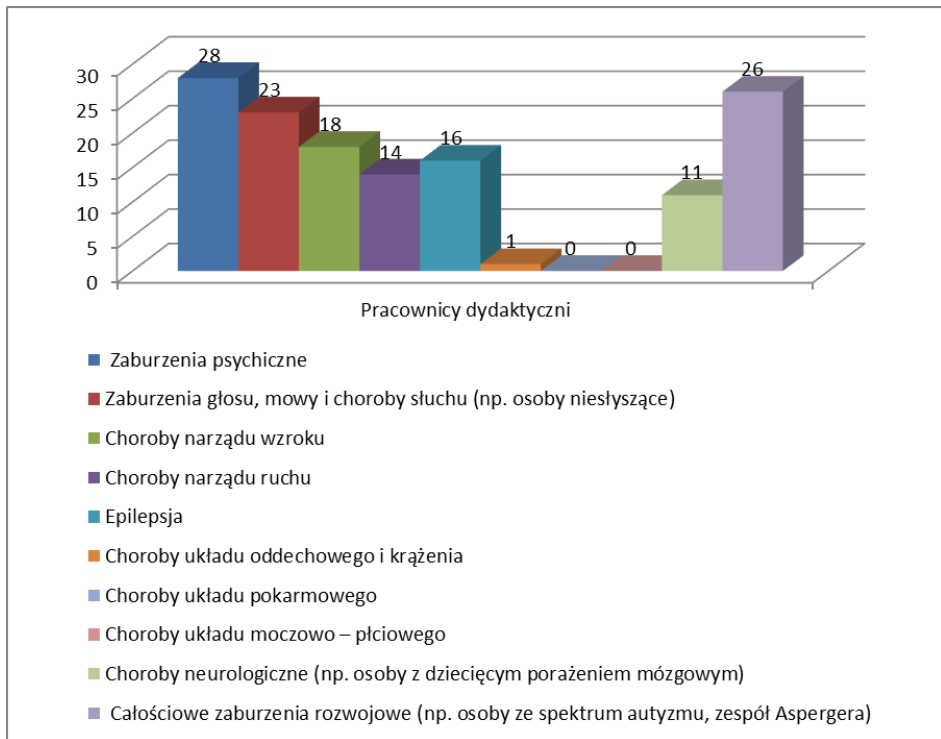 28
23
18
14
16
1
0
0
11
26
30
25
20
15
10
5
0
Pracownicy dydaktyczni
Zaburzenia psychiczne
Zaburzenia głosu, mowy i choroby słuchu (np. osoby niesłyszące)
Choroby narządu wzroku
Choroby narządu ruchu
Epilepsja
Choroby układu oddechowego i krążenia
Choroby układu pokarmowego
Choroby układu moczowo – płciowego
Choroby neurologiczne (np. osoby z dziecięcym porażeniem mózgowym)
Całościowe zaburzenia rozwojowe (np. osoby ze spektrum autyzmu, zespół Aspergera)